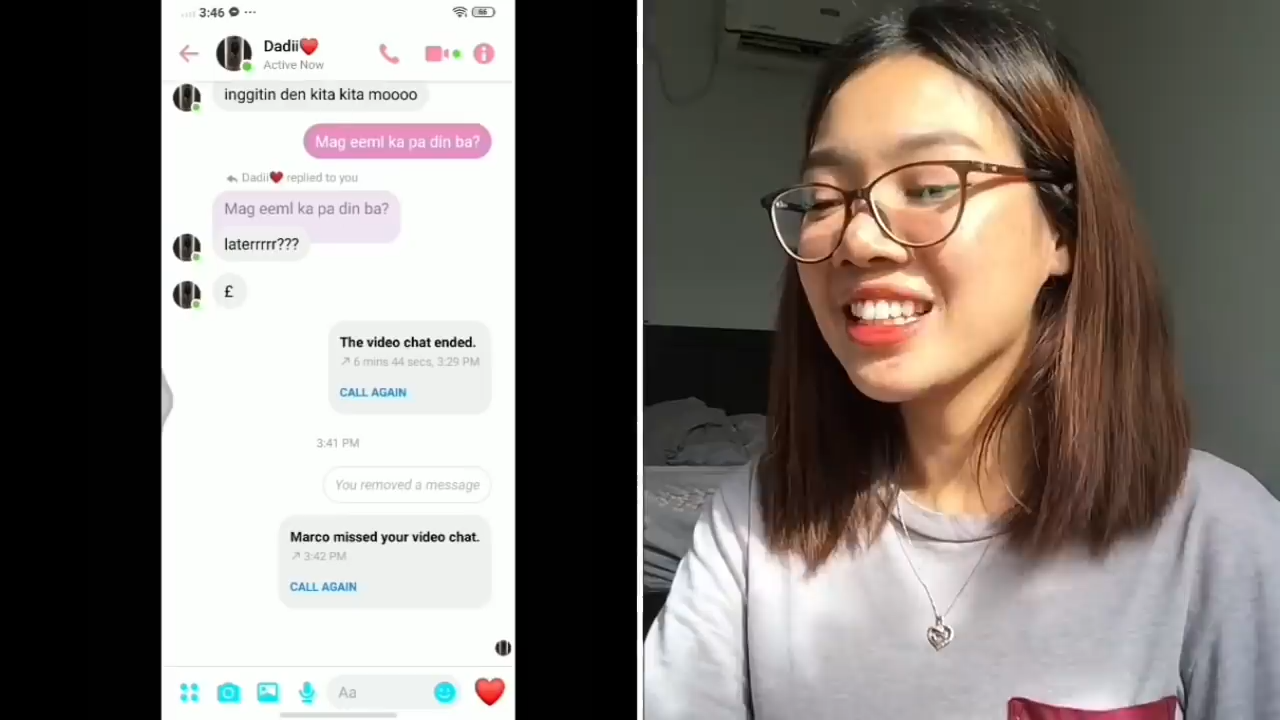 3:46
66
Dadii❤️
Active Now
inggitin den kita kita moooo
Mag eeml ka pa din ba?
Dadii❤️ replied to you
Mag eeml ka pa din ba?
laterrrrr???
£
The video chat ended.
6 mins 44 secs, 3:29 PM
CALL AGAIN
3:41 PM
You removed a message
Marco missed your video chat.
3:42 PM
CALL AGAIN
Aa